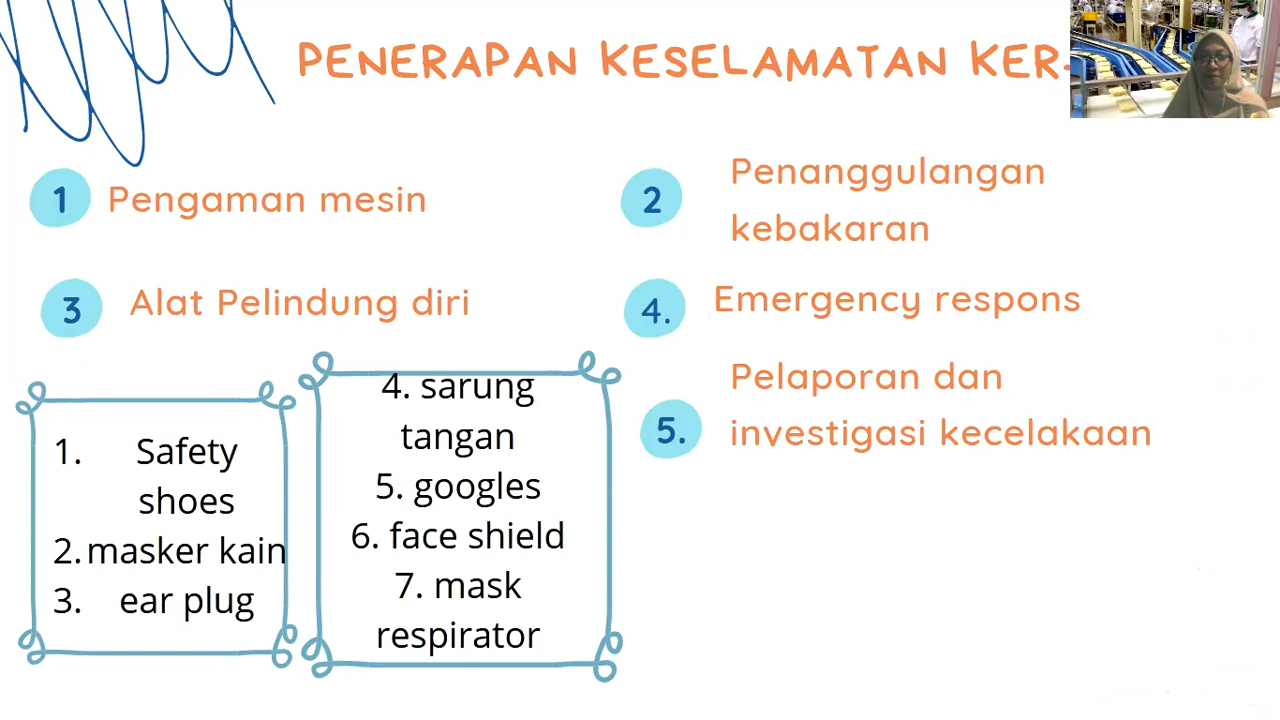 PENERAPAN KESELAMATAN KER
1 Pengaman mesin
2 Penanggulangan
kebakaran
3 Alat Pelindung diri
4. Emergency respons
5. Pelaporan dan
investigasi kecelakaan
1. Safety
shoes
2. masker kain
3. ear plug
4. sarung
tangan
5. googles
6. face shield
7. mask
respirator